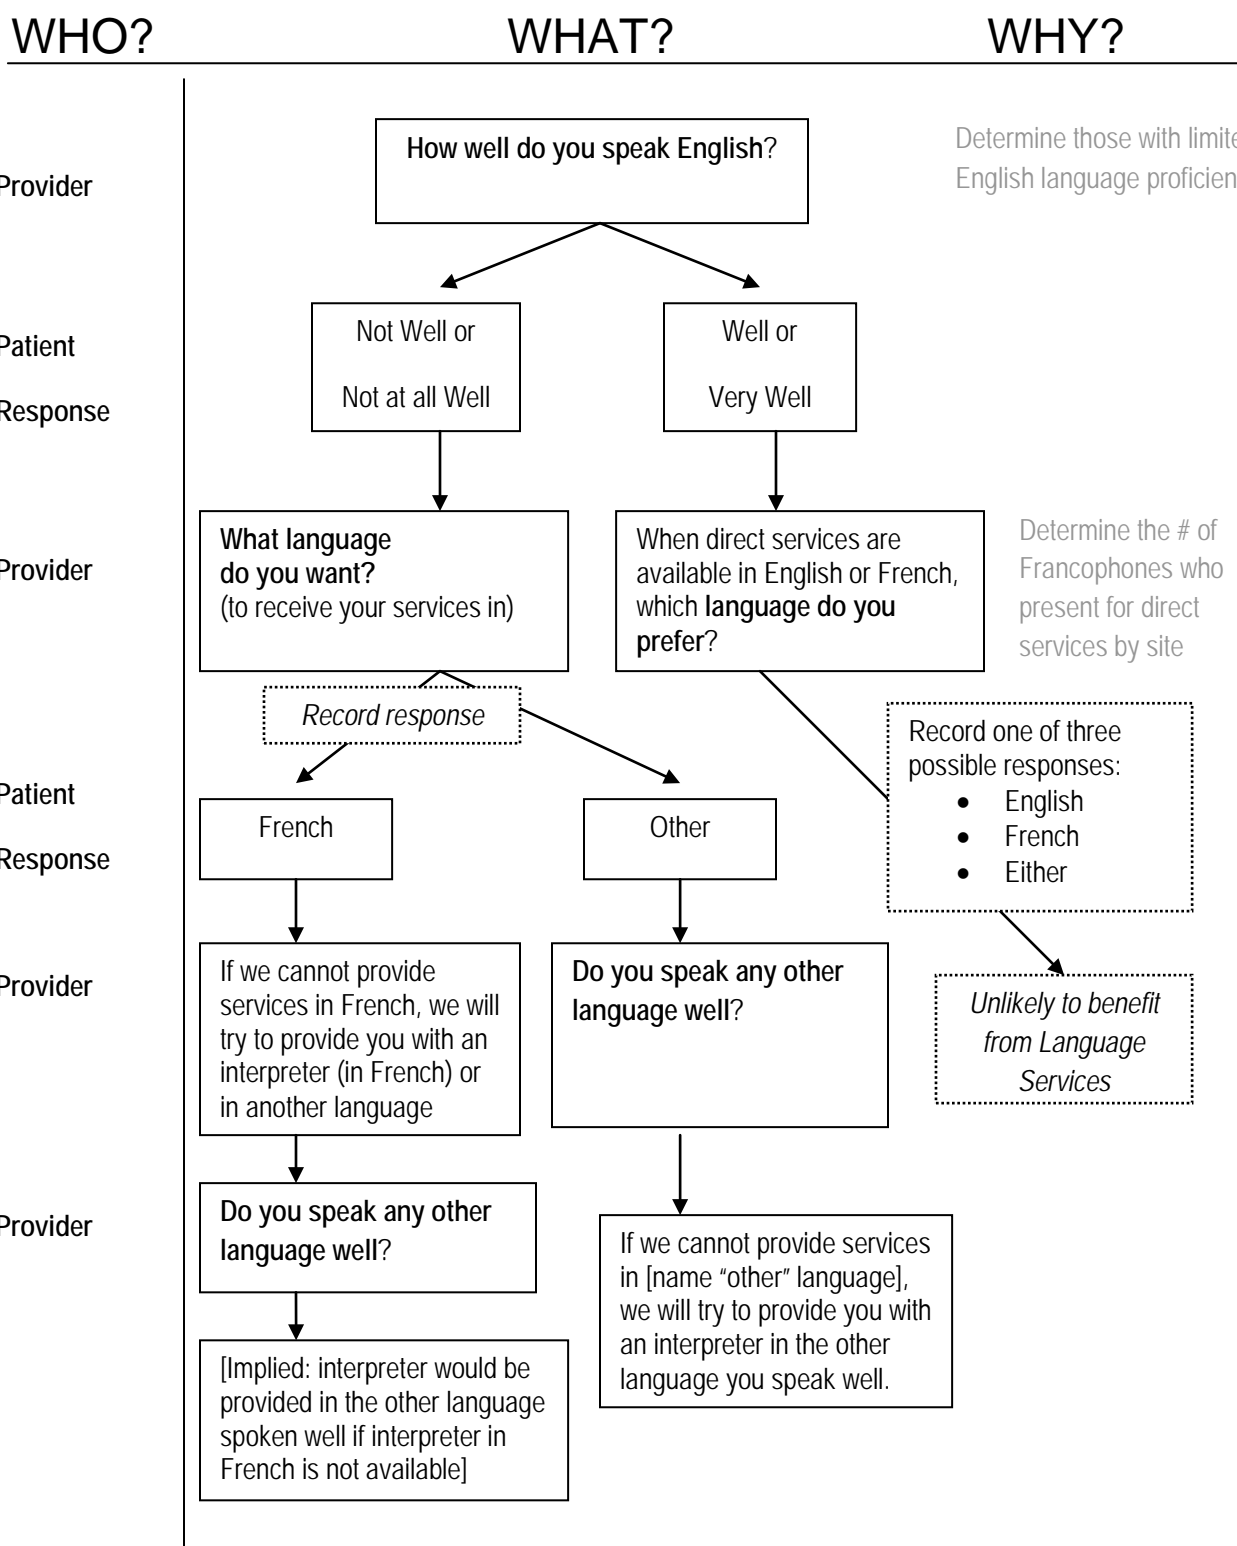 WHO?
WHAT?
WHY?
How well do you speak English?
Determine those with limite
English language proficien
Provider
Patient
Response
Not Well or
Not at all Well
Well or
Very Well
Provider
What language
do you want?
(to receive your services in)
When direct services are
available in English or French,
which language do you
prefer?
Determine the # of
Francophones who
present for direct
services by site
Record response
Record one of three
possible responses:
• English
• French
• Either
Patient
Response
French
Other
Provider
If we cannot provide
services in French, we will
try to provide you with an
interpreter (in French) or
in another language
Do you speak any other
language well?
Unlikely to benefit
from Language
Services
Provider
Do you speak any other
language well?
If we cannot provide services
in [name “other” language],
we will try to provide you with
an interpreter in the other
language you speak well.
[Implied: interpreter would be
provided in the other language
spoken well if interpreter in
French is not available]